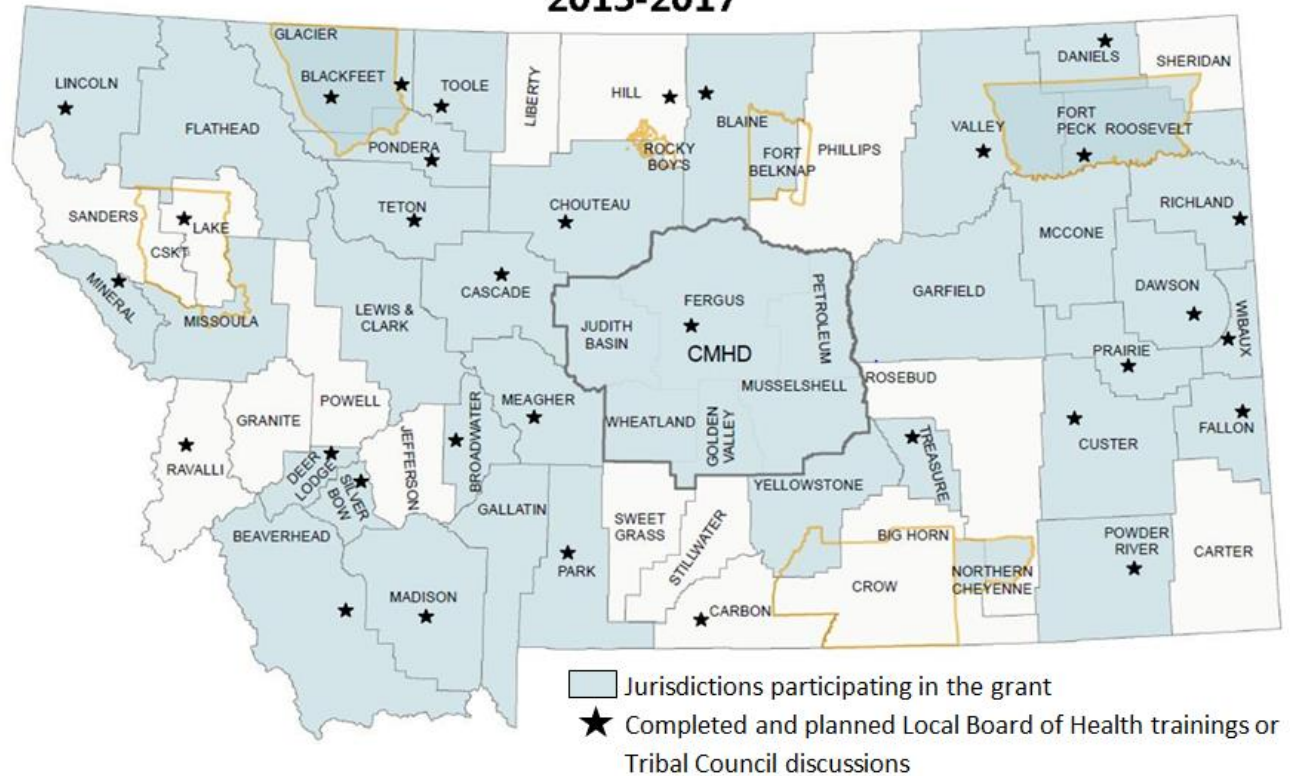 2015-2017
GLACIER
DANIELS
SHERIDAN
LINCOLN
BLACKFEET
TOOLE
LIBERTY
HILL
FLATHEAD
BLAINE
VALLEY
FORT
PECK
ROOSEVELT
PONDERA
ROCKY
BOY'S
FORT
BELKNAP
PHILLIPS
SANDERS
LAKE
CSKT
TETON
CHOUTEAU
RICHLAND
MCCONE
MINERAL
MISSOULA
LEWIS &
CLARK
CASCADE
JUDITH
BASIN
FERGUS
CMHD
PETROLEUM
GARFIELD
DAWSON
WIBAUX
PRAIRIE
MUSSELSHELL
ROSEBUD
GRANITE
POWELL
JEFFERSON
BROADWATER
MEAGHER
WHEATLAND
GOLDEN
VALLEY
TREASURE
CUSTER
FALLON
RAVALLI
DEER
LODGE
SILVER
BOW
GALLATIN
YELLOWSTONE
BEAVERHEAD
SWEET
GRASS
STILLWATER
BIG HORN
POWDER
RIVER
CARTER
MADISON
PARK
CARBON
CROW
NORTHERN
CHEYENNE
Jurisdictions participating in the grant
Completed and planned Local Board of Health trainings or
Tribal Council discussions